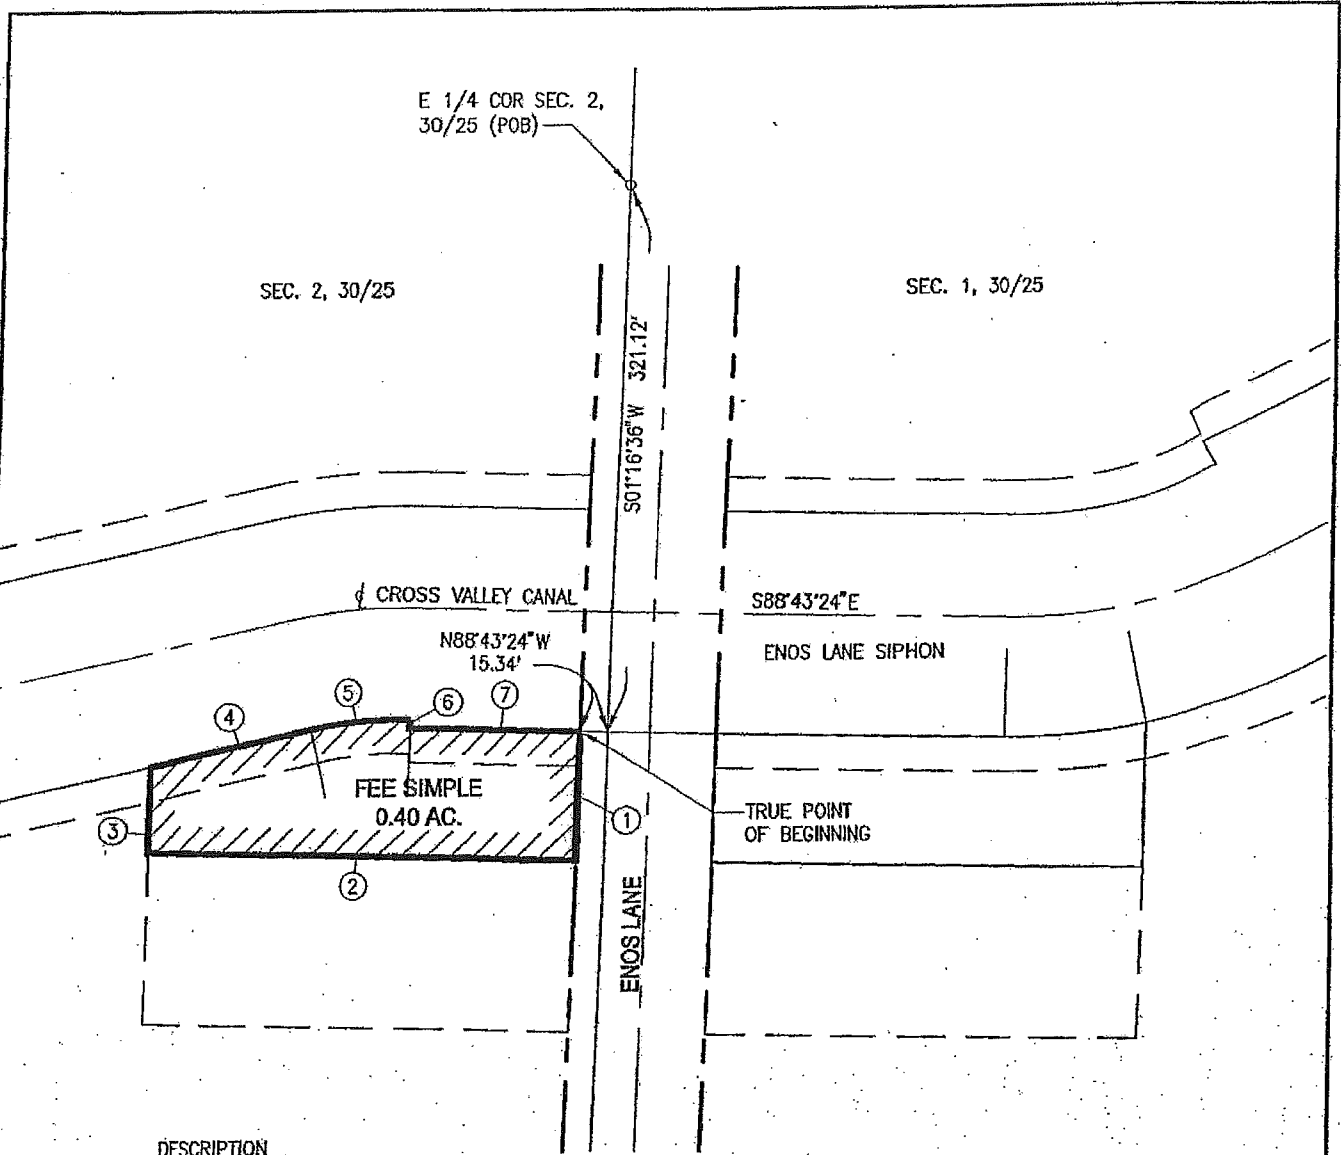 E 1/4 COR SEC. 2,
30/25 (POB)
SEC. 2, 30/25
SEC. 1, 30/25
S01°16'36"W 321.12'
CROSS VALLEY CANAL
S88°43'24"E
N88°43'24"W
15.34'
ENOS LANE SIPHON
5
6
7
4
FEE SIMPLE
0.40 AC.
3
1
TRUE POINT
OF BEGINNING
2
ENOS LANE
DESCRIPTION